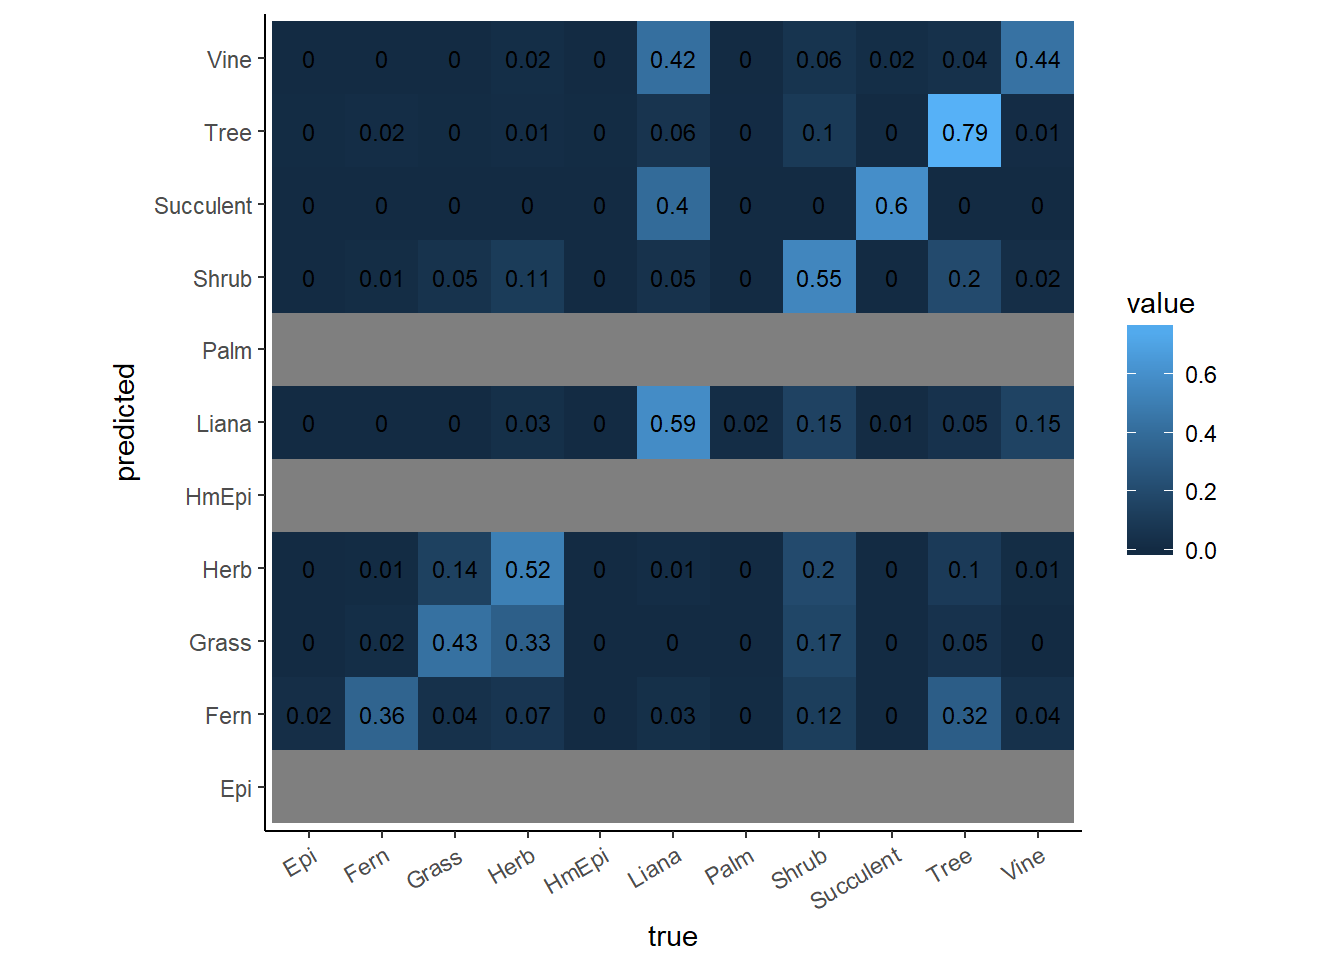 Vine 0 0 0 0.02 0 0.42 0 0.06 0.02 0.04 0.44
Tree 0 0.02 0 0.01 0 0.06 0 0.1 0 0.79 0.01
Succulent 0 0 0 0 0 0.4 0 0 0.6 0 0
Shrub 0 0.01 0.05 0.11 0 0.05 0 0.55 0 0.2 0.02
Palm
Liana 0 0 0 0.03 0 0.59 0.02 0.15 0.01 0.05 0.15
HmEpi
Herb 0 0.01 0.14 0.52 0 0.01 0 0.2 0 0.1 0.01
Grass 0 0.02 0.43 0.33 0 0 0 0.17 0 0.05 0
Fern 0.02 0.36 0.04 0.07 0 0.03 0 0.12 0 0.32 0.04
Epi
Epi Fern Grass Herb HmEpi Liana Palm Shrub Succulent Tree Vine
true
predicted
value
0.6
0.4
0.2
0.0